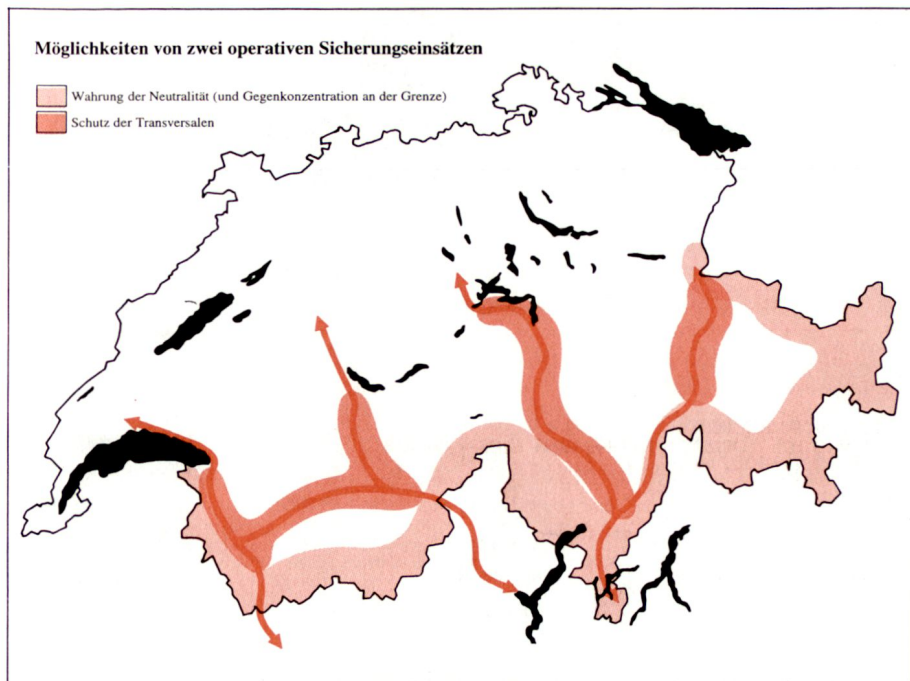 Möglichkeiten von zwei operativen Sicherungseinsätzen
Wahrung der Neutralität (und Gegenkonzentration an der Grenze)
Schutz der Transversalen